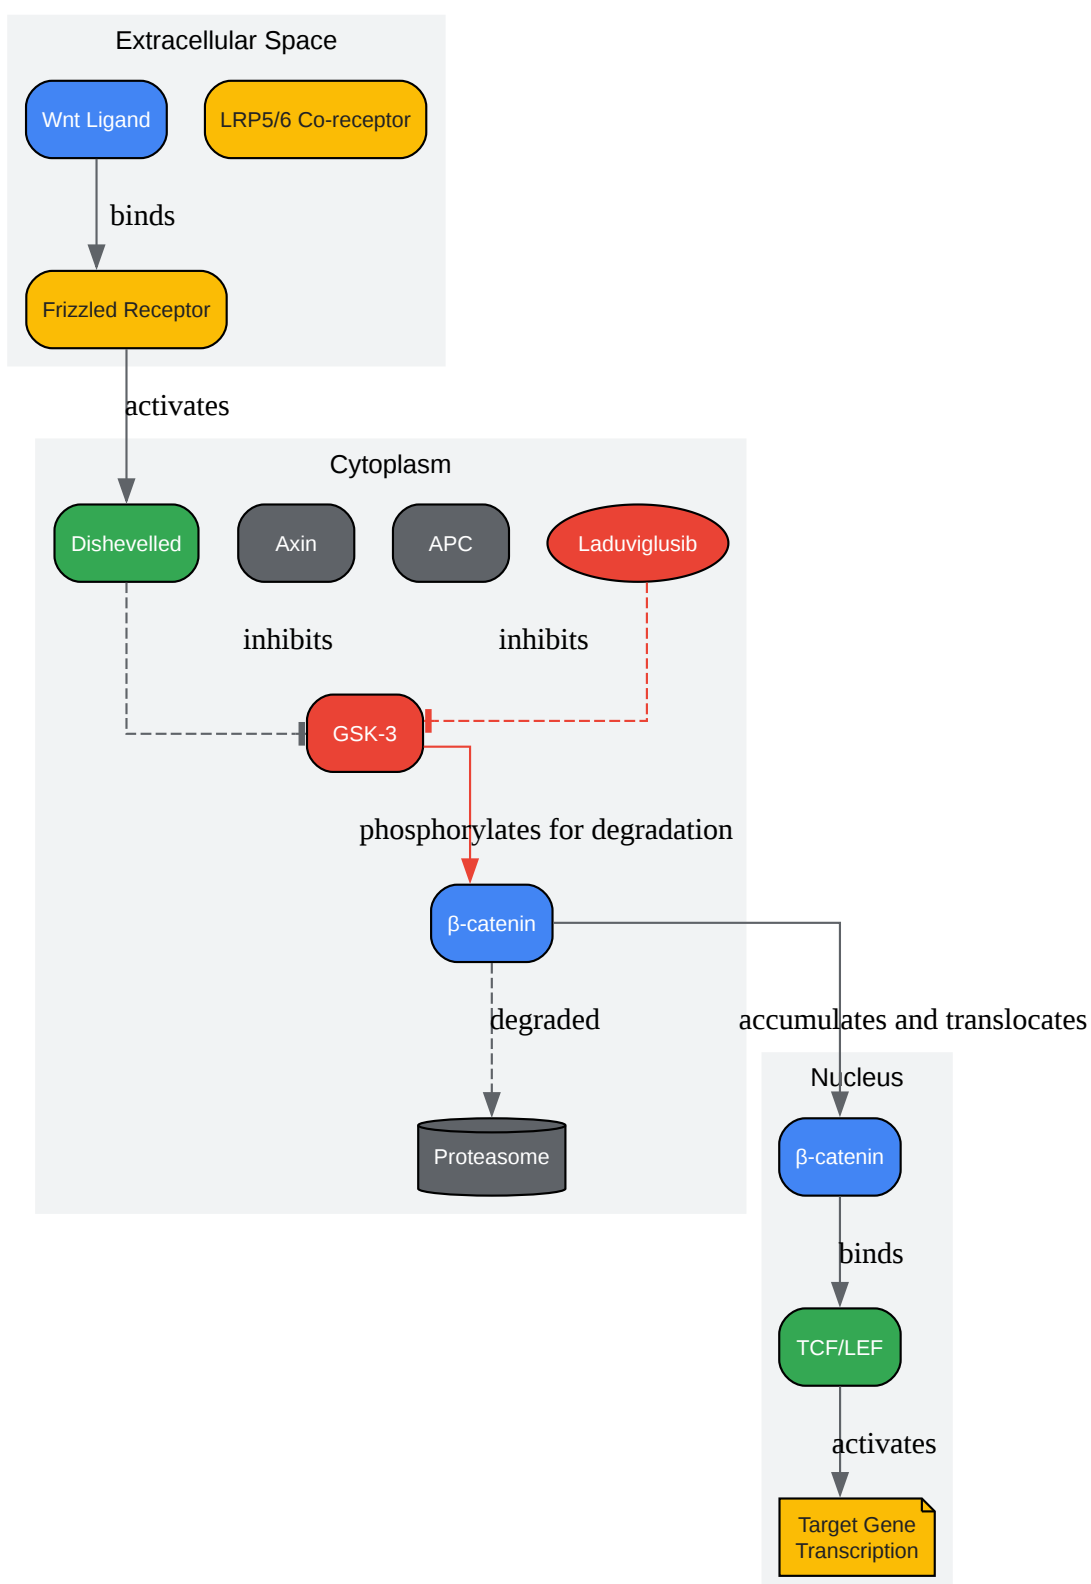 Extracellular Space
Wnt Ligand
LRP5/6 Co-receptor
binds
Frizzled Receptor
activates
Cytoplasm
Dishevelled
Axin
APC
Laduviglusib
inhibits
inhibits
GSK-3
phosphorylates for degradation
β-catenin
degraded
accumulates and translocates
Nucleus
Proteasome
β-catenin
binds
TCF/LEF
activates
Target Gene
Transcription